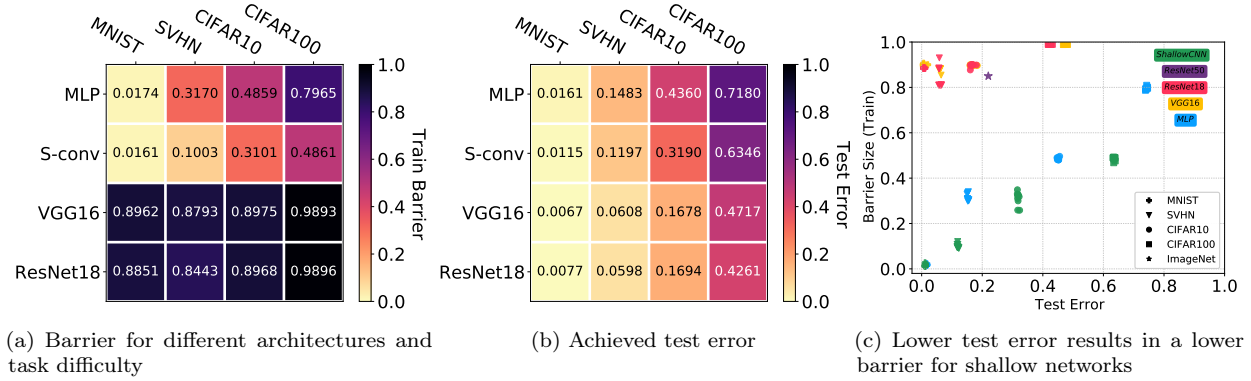 MNIST
SVHN
CIFAR10
CIFAR100
MLP
S-conv
VGG16
ResNet18
0.0174 0.3170 0.4859 0.7965
0.0161 0.1003 0.3101 0.4861
0.8962 0.8793 0.8975 0.9893
0.8851 0.8443 0.8968 0.9896
1.0
0.8
0.6
0.4
0.2
0.0
Train Barrier
(a) Barrier for different architectures and
task difficulty
MNIST
SVHN
CIFAR10
CIFAR100
MLP
S-conv
VGG16
ResNet18
0.0161 0.1483 0.4360 0.7180
0.0115 0.1197 0.3190 0.6346
0.0067 0.0608 0.1678 0.4717
0.0077 0.0598 0.1694 0.4261
1.0
0.8
0.6
0.4
0.2
0.0
Test Error
(b) Achieved test error
Barrier Size (Train)
1.0
0.8
0.6
0.4
0.2
0.0
0.0 0.2 0.4 0.6 0.8 1.0
Test Error
ShallowCNN
ResNet50
ResNet18
VGG16
MLP
MNIST
SVHN
CIFAR10
CIFAR100
ImageNet
(c) Lower test error results in a lower
barrier for shallow networks